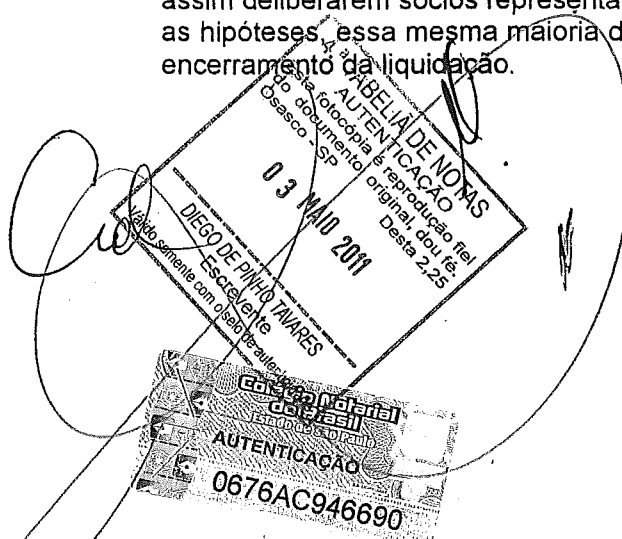 assim deliberarem sócios representa
as hipóteses, essa mesma maioria d
encerramento da liquidação.
4ª TABELIÃ DE NOTAS
AUTENTICAÇÃO
Esta fotocópia é reprodução fiel
do documento original, dou fé.
Osasco - SP
Desta 2,25
03 MAIO 2011
DIEGO DE PINHO TAVARES
Escrevente
Válido somente com o selo de auten
Colégio Notarial
do Brasil
Estado de São Paulo
AUTENTICAÇÃO
0676AC946690